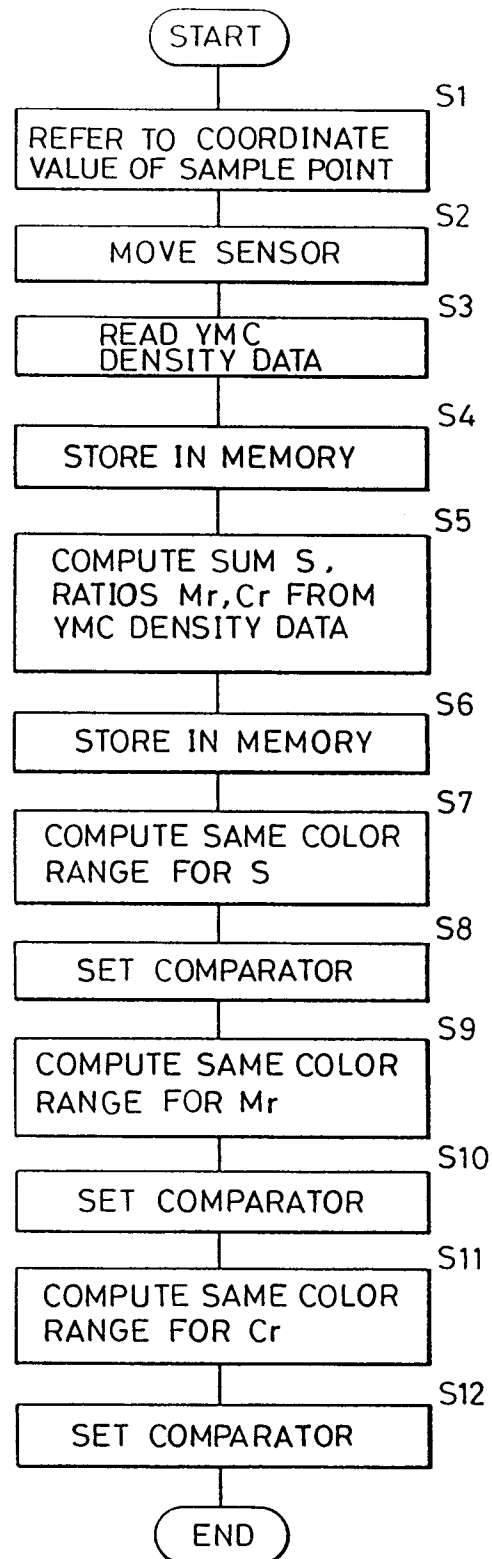 START
S1
REFER TO COORDINATE
VALUE OF SAMPLE POINT
S2
MOVE SENSOR
S3
READ YMC
DENSITY DATA
S4
STORE IN MEMORY
S5
COMPUTE SUM S,
RATIOS Mr,Cr FROM
YMC DENSITY DATA
S6
STORE IN MEMORY
S7
COMPUTE SAME COLOR
RANGE FOR S
S8
SET COMPARATOR
S9
COMPUTE SAME COLOR
RANGE FOR Mr
S10
SET COMPARATOR
S11
COMPUTE SAME COLOR
RANGE FOR Cr
S12
SET COMPARATOR
END